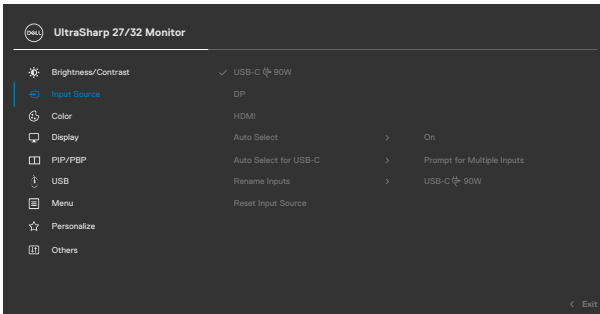 DELL UltraSharp 27/32 Monitor
Brightness/Contrast USB-C 90W
Input Source DP
Color HDMI
Display Auto Select On
PIP/PBP Auto Select for USB-C Prompt for Multiple Inputs
USB Rename Inputs USB-C 90W
Menu Reset Input Source
Personalize
Others
Exit